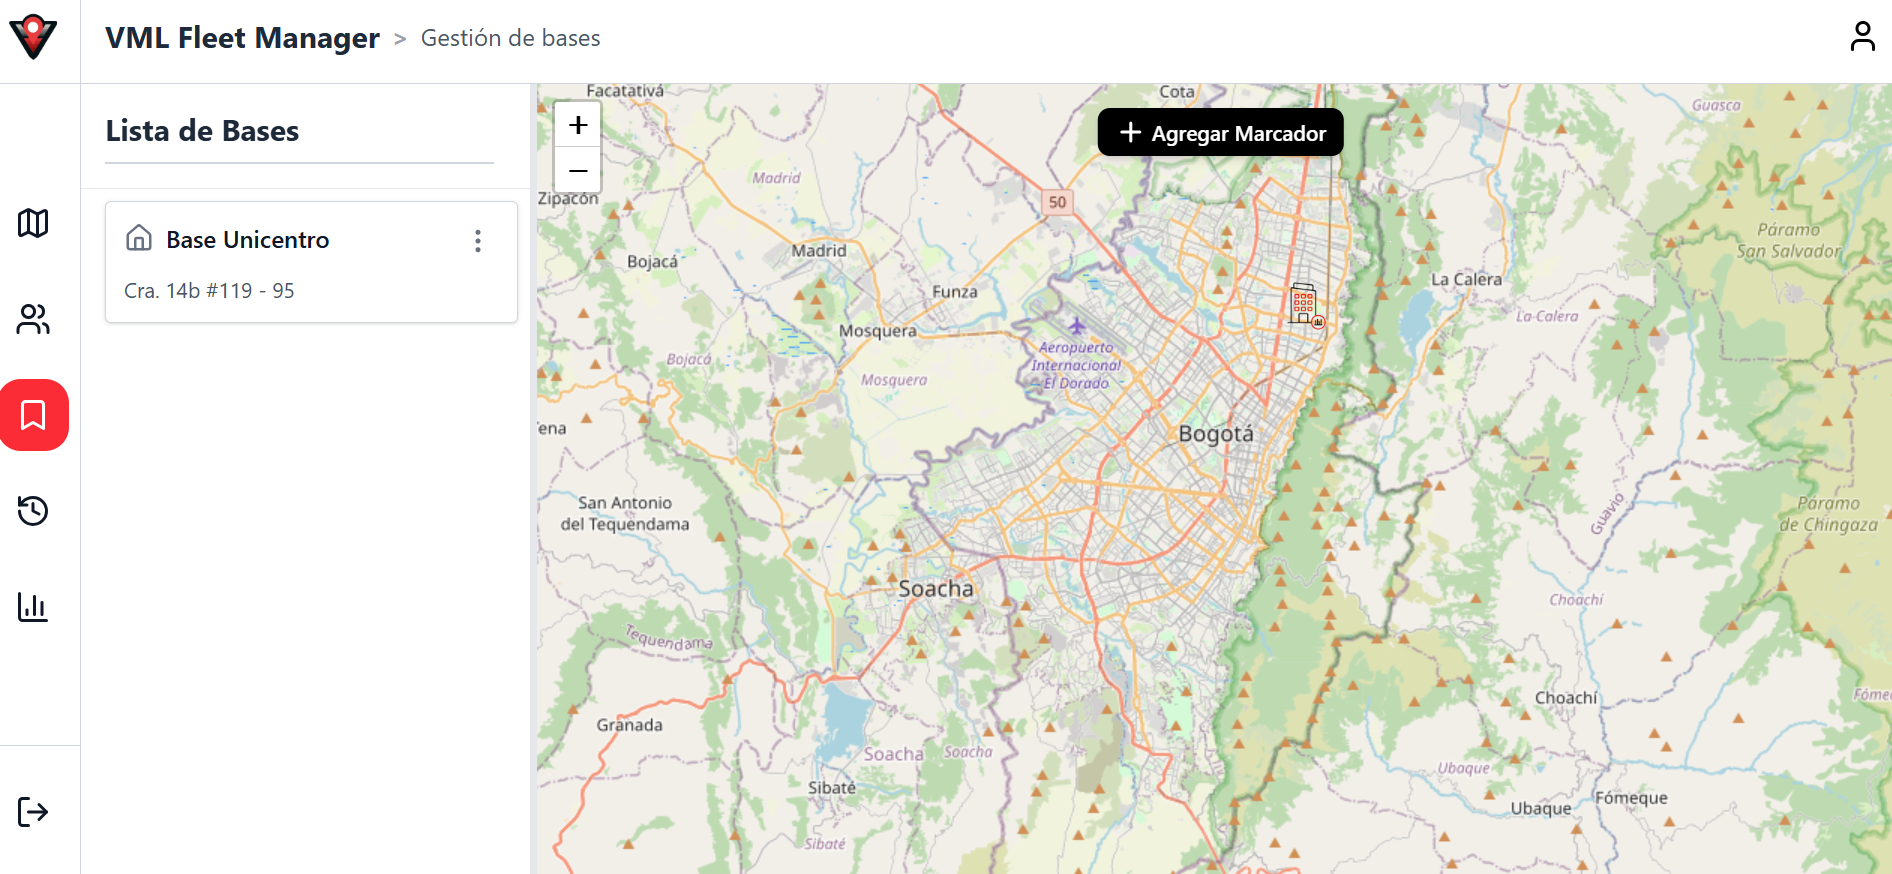 VML Fleet Manager > Gestión de bases
Lista de Bases
Base Unicentro
Cra. 14b #119 - 95
+
−
+ Agregar Marcador
Facatativá
Cota
Guasca
Madrid
Zipacón
50
Páramo
San Salvador
Madrid
Bojacá
La Calera
Funza
La-Calera
Mosquera
Aeropuerto
Internacional
El Dorado
Bojacá
Mosquera
ena
Bogotá
San Antonio
del Tequendama
Guavio
Páramo
de Chingaza
Soacha
Choachí
Tequendama
Choachí
Fóme
Granada
Soacha
Soacha
Ubaque
Sibaté
Ubaque
Fómeque
Sibaté